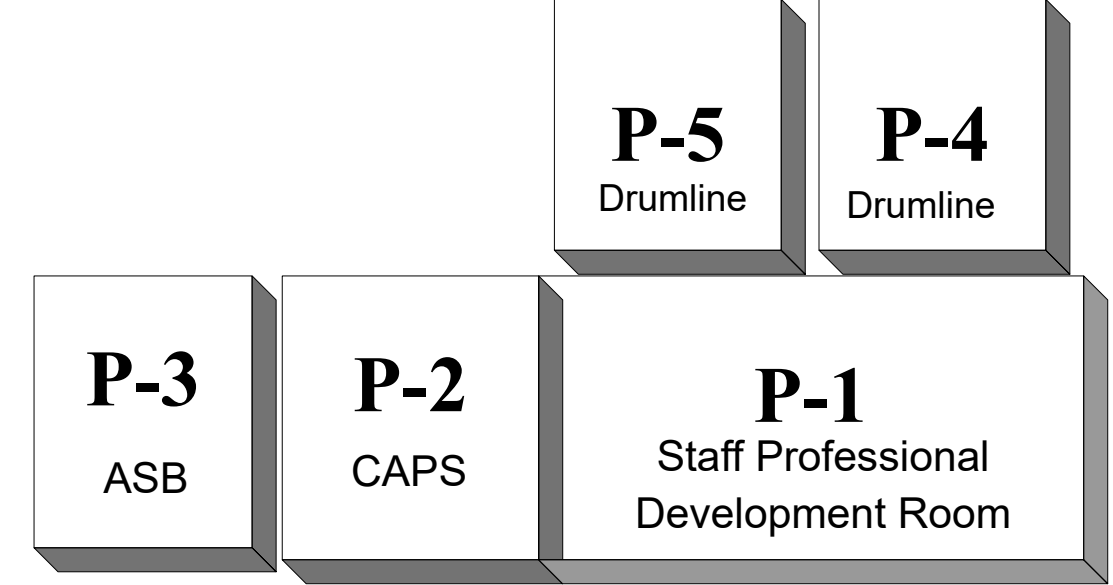 P-5
Drumline
P-4
Drumline
P-3
ASB
P-2
CAPS
P-1
Staff Professional
Development Room